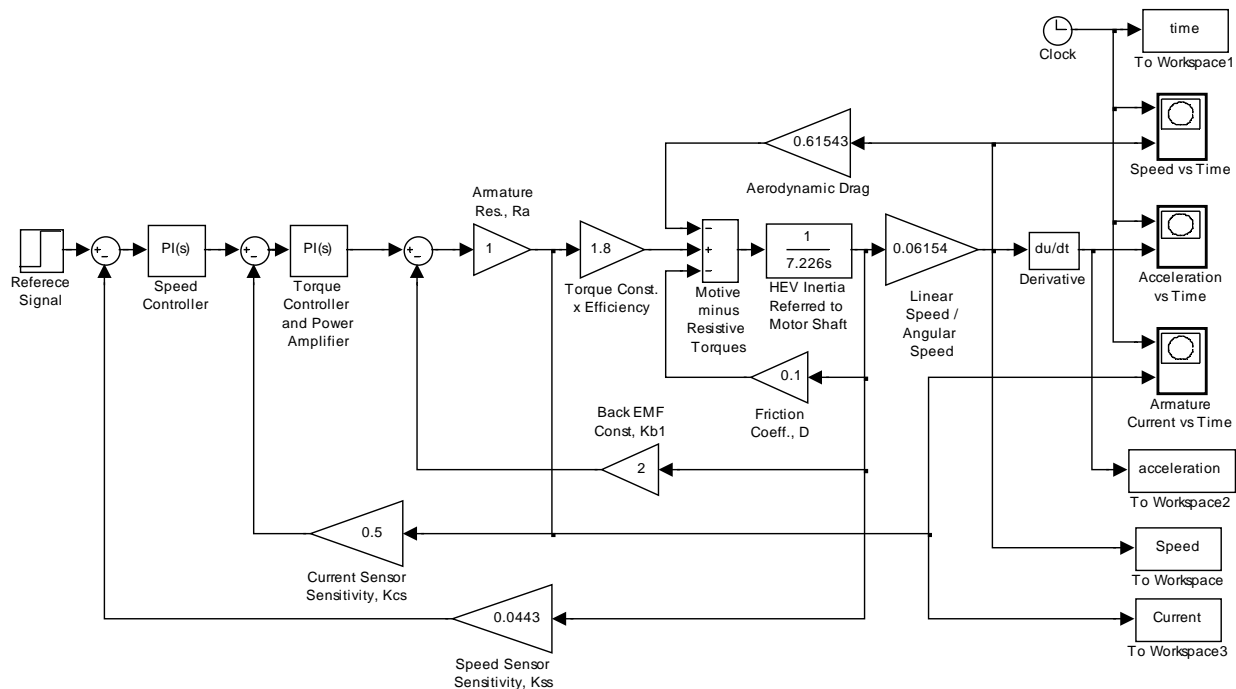 time
Clock
To Workspace1
0.61543
Speed vs Time
Aerodynamic Drag
Armature
Res., Ra
+
−
PI(s)
+
−
PI(s)
+
−
1
1.8
−
+
−
1
7.226s
0.06154
du/dt
Referece
Signal
Speed
Controller
Torque
Controller
and Power
Amplifier
Torque Const.
x Efficiency
Motive
minus
Resistive
Torques
HEV Inertia
Referred to
Motor Shaft
Linear
Speed /
Angular
Speed
Derivative
Acceleration
vs Time
0.1
Friction
Coeff., D
Armature
Current vs Time
Back EMF
Const, Kb1
2
acceleration
To Workspace2
0.5
Current Sensor
Sensitivity, Kcs
Speed
To Workspace
0.0443
Speed Sensor
Sensitivity, Kss
Current
To Workspace3